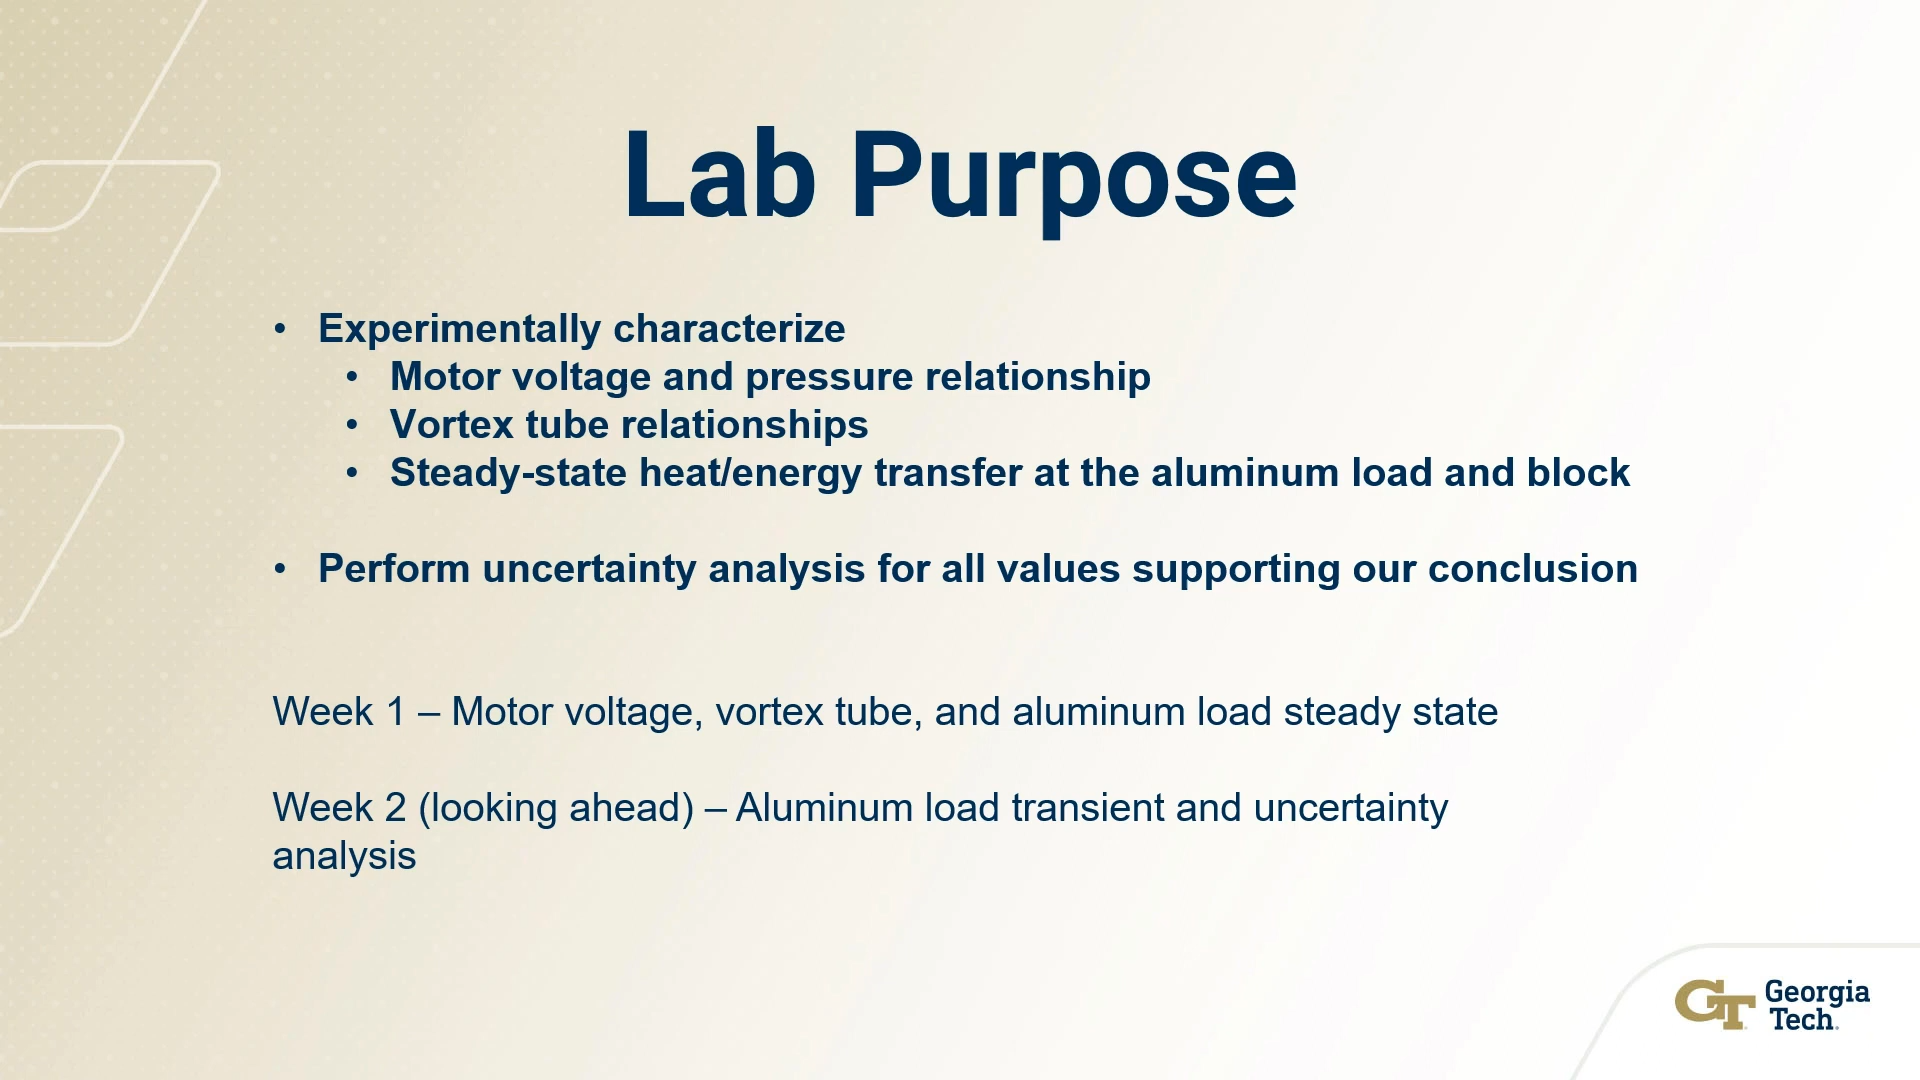 Lab Purpose
• Experimentally characterize
• Motor voltage and pressure relationship
• Vortex tube relationships
• Steady-state heat/energy transfer at the aluminum load and block
• Perform uncertainty analysis for all values supporting our conclusion
Week 1 – Motor voltage, vortex tube, and aluminum load steady state
Week 2 (looking ahead) – Aluminum load transient and uncertainty
analysis
GT Georgia
Tech.